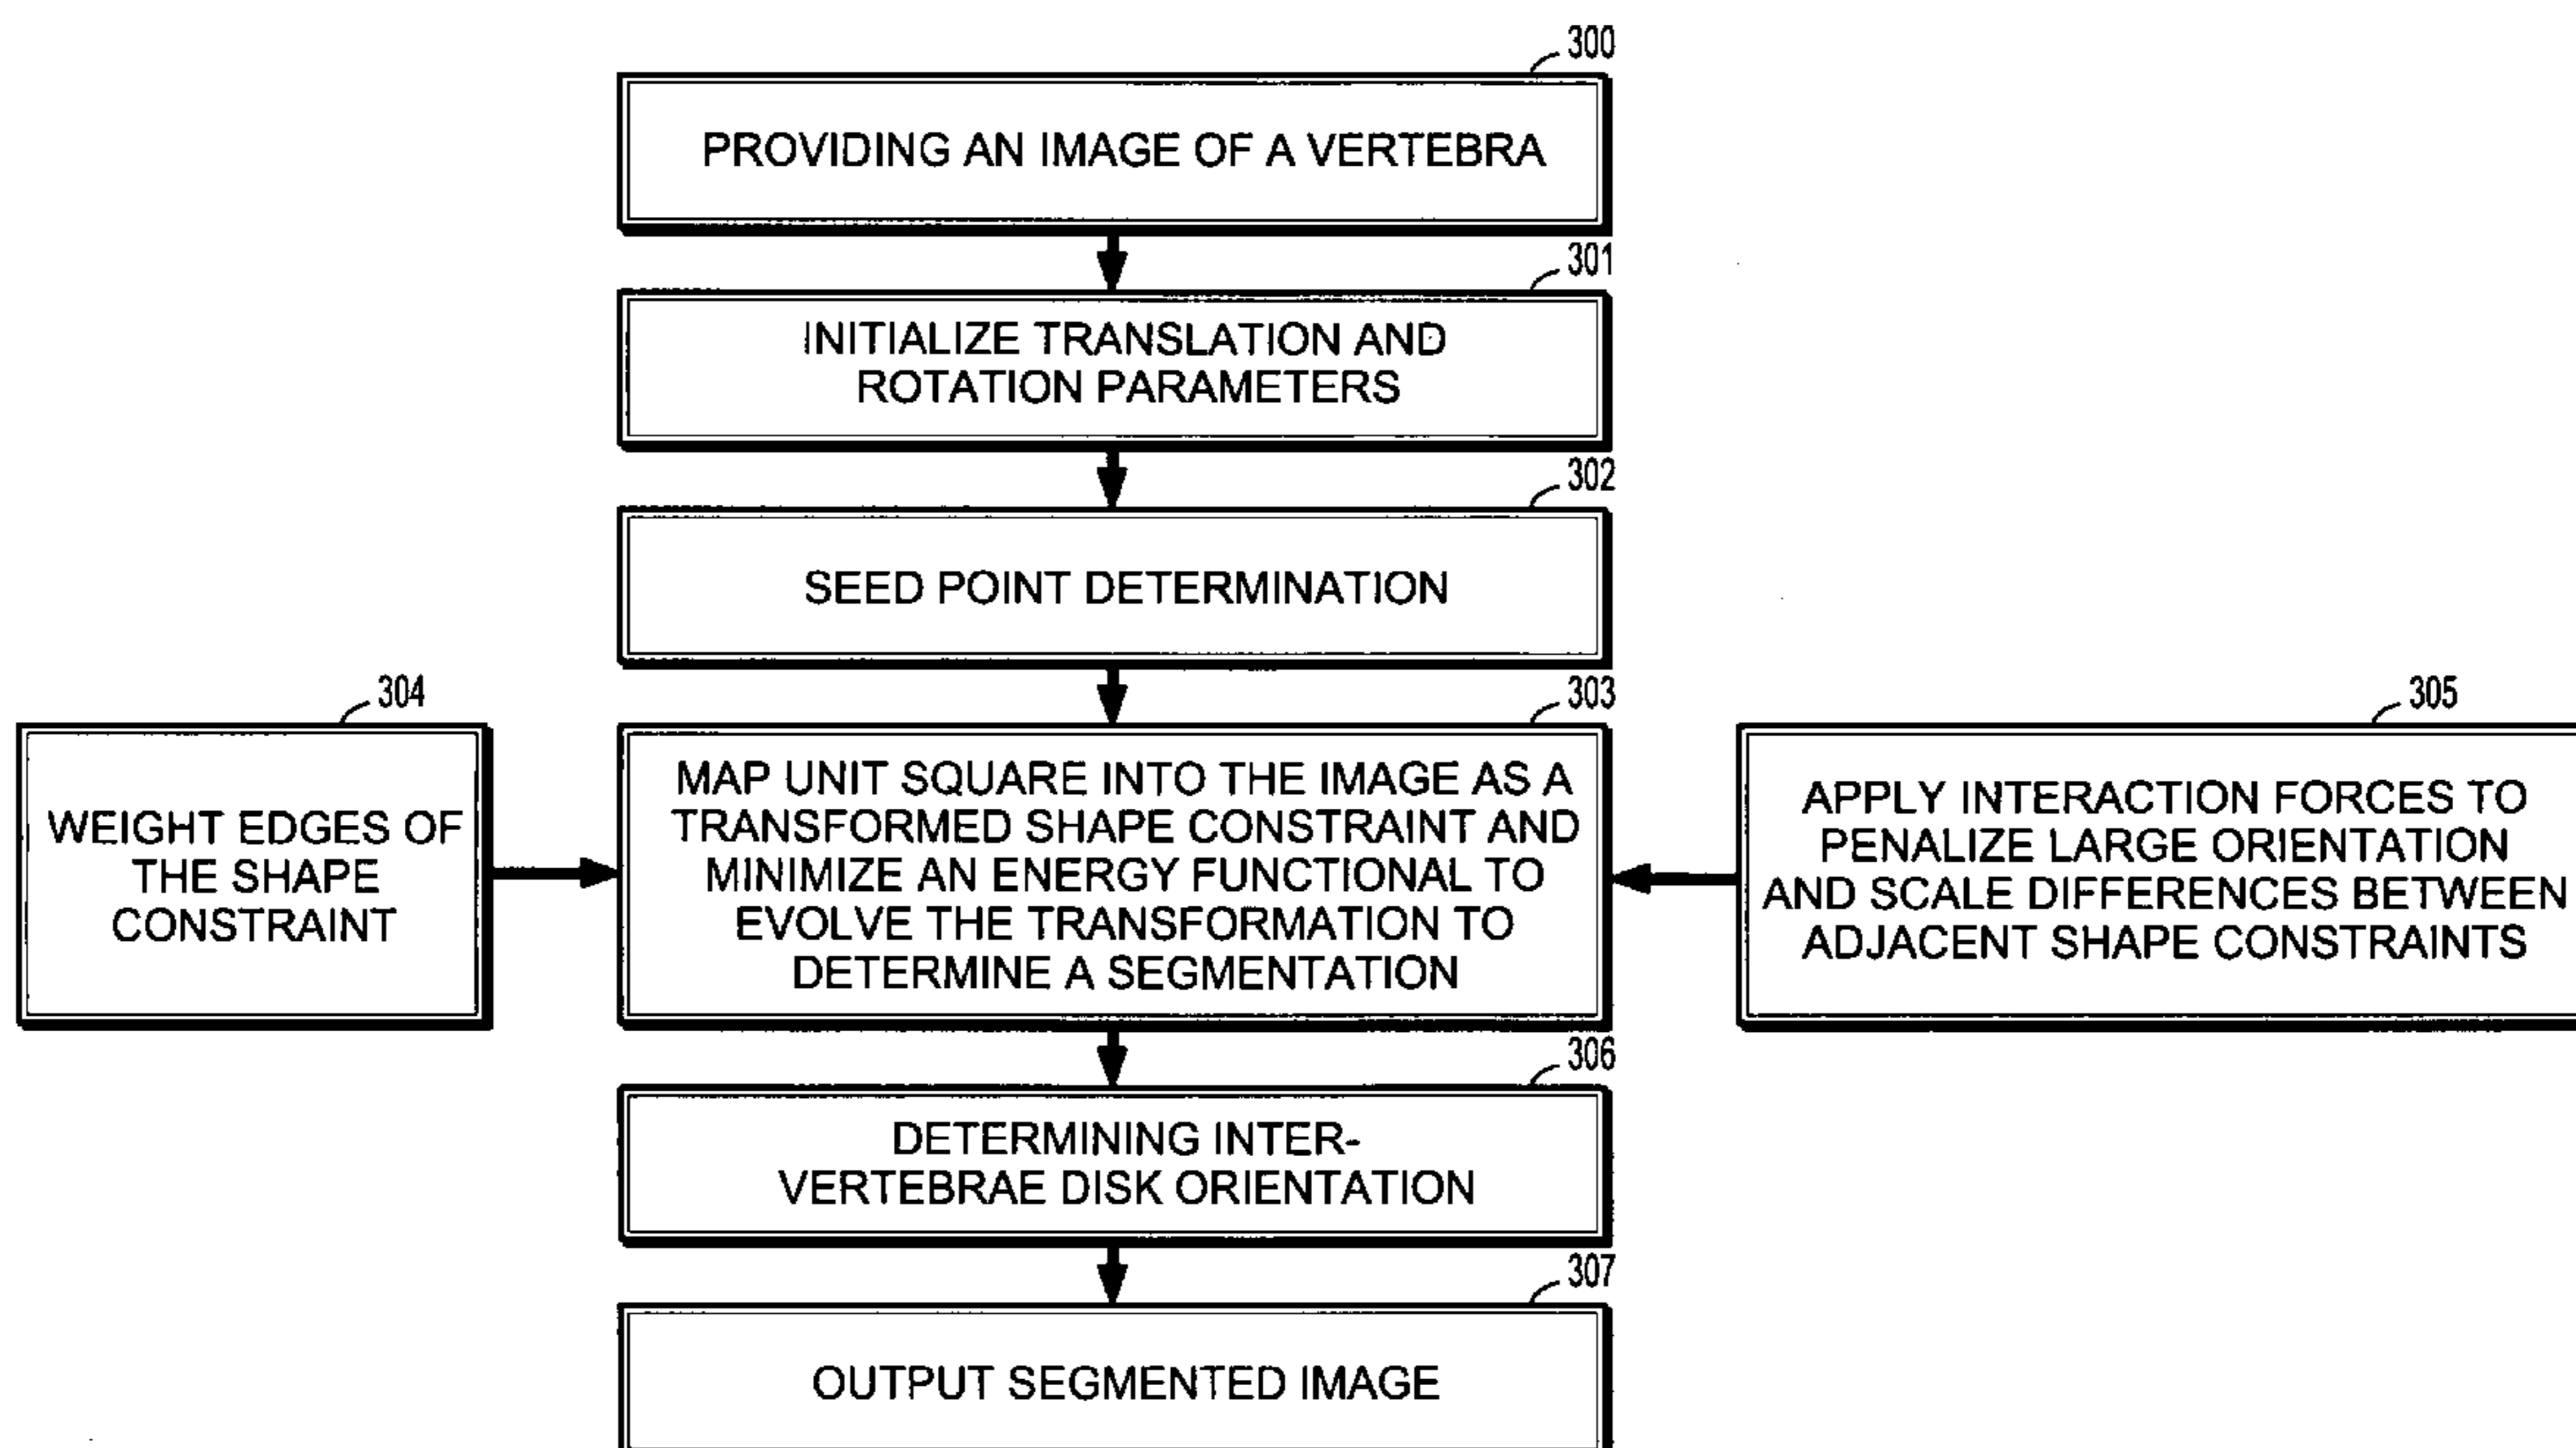 300
PROVIDING AN IMAGE OF A VERTEBRA
301
INITIALIZE TRANSLATION AND
ROTATION PARAMETERS
302
SEED POINT DETERMINATION
304
WEIGHT EDGES OF
THE SHAPE
CONSTRAINT
303
MAP UNIT SQUARE INTO THE IMAGE AS A
TRANSFORMED SHAPE CONSTRAINT AND
MINIMIZE AN ENERGY FUNCTIONAL TO
EVOLVE THE TRANSFORMATION TO
DETERMINE A SEGMENTATION
305
APPLY INTERACTION FORCES TO
PENALIZE LARGE ORIENTATION
AND SCALE DIFFERENCES BETWEEN
ADJACENT SHAPE CONSTRAINTS
306
DETERMINING INTER-
VERTEBRAE DISK ORIENTATION
307
OUTPUT SEGMENTED IMAGE